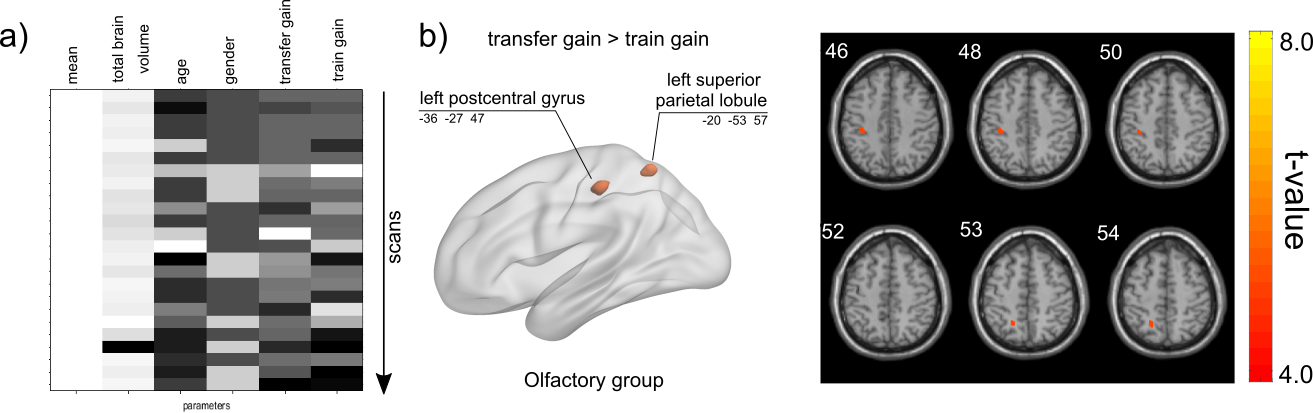 a)
mean
total brain
volume
age
gender
transfer gain
train gain
scans
parameters
b)
transfer gain > train gain
left postcentral gyrus
-36 -27 47
left superior
parietal lobule
-20 -53 57
Olfactory group
46
48
50
52
53
54
8.0
t-value
4.0